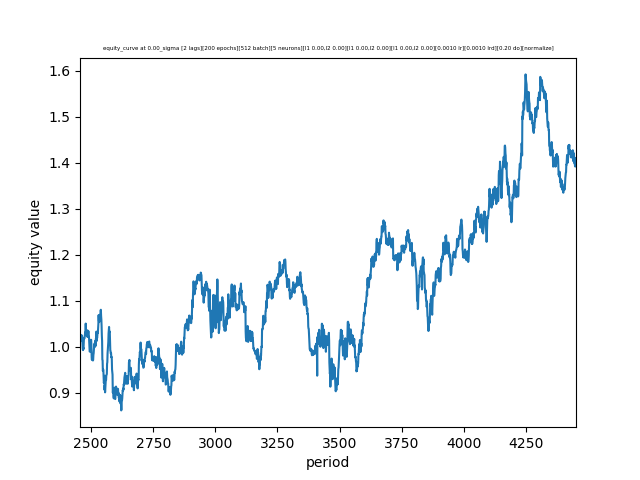 equity_curve at 0.00_sigma [2 lags][200 epochs][512 batch][5 neurons][l1 0.00,l2 0.00][l1 0.00,l2 0.00][l1 0.00,l2 0.00][0.0010 lr][0.0010 lrd][0.20 do][normalize]
1.6
1.5
1.4
1.3
1.2
1.1
1.0
0.9
equity value
2500 2750 3000 3250 3500 3750 4000 4250
period